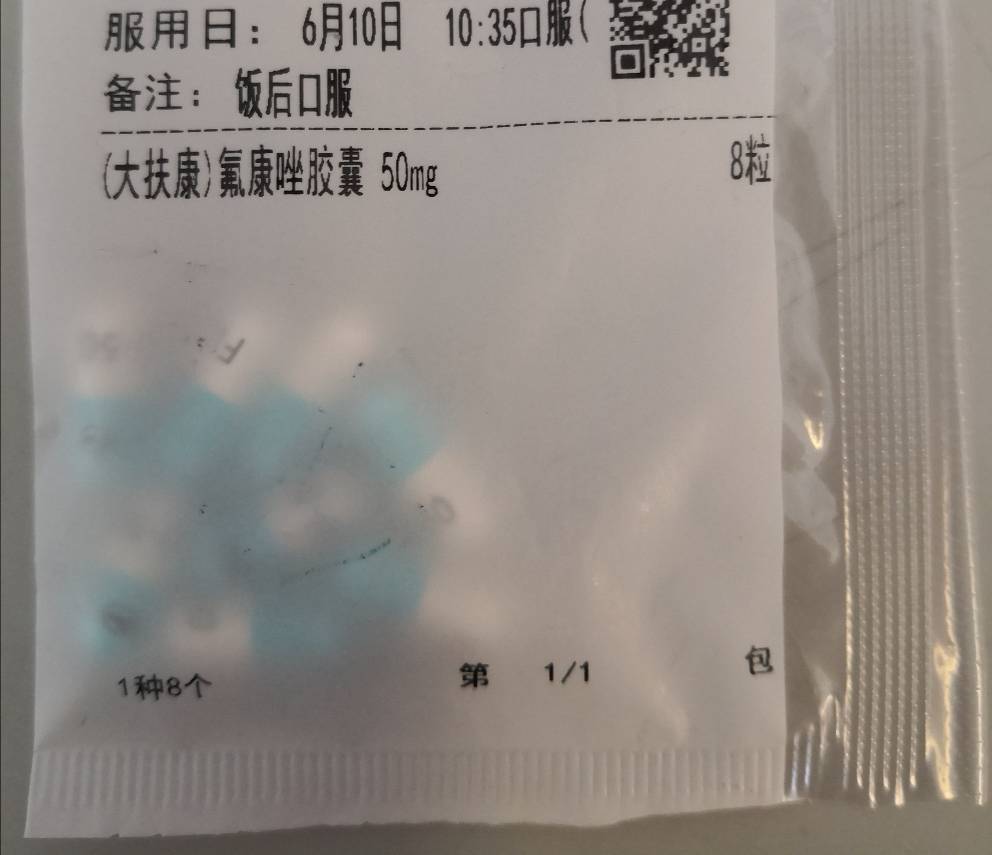 服用日： 6月10日 10:35口服(
备注： 饭后口服
(大扶康)氟康唑胶囊 50mg 8粒
F
1种8个 第 1/1 包